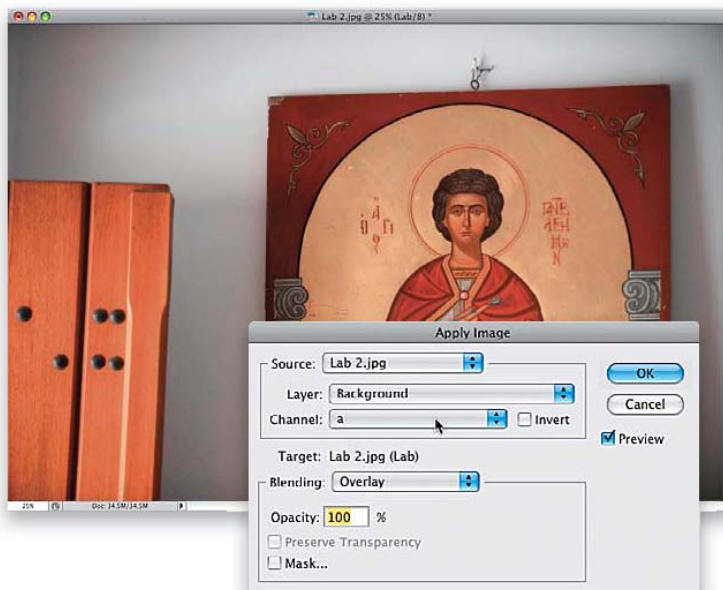 Lab 2.jpg @ 25% (Lab/8) *
Apply Image
Source: Lab 2.jpg
Layer: Background
Channel: a
Invert
OK
Cancel
Preview
Target: Lab 2.jpg (Lab)
Blending: Overlay
Opacity: 100 %
Preserve Transparency
Mask...
25%
Doc: 34,5M/34,5M